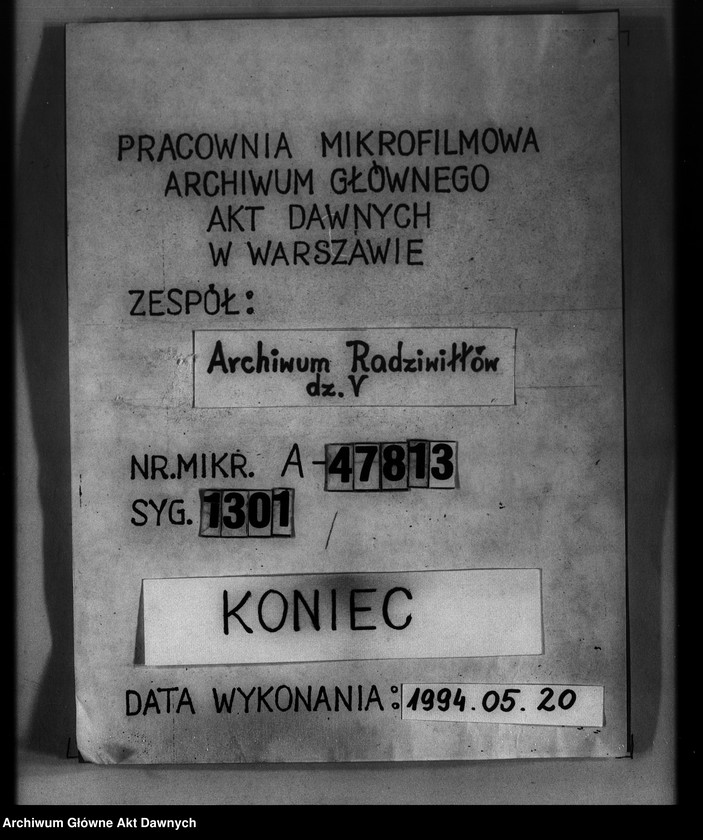 PRACOWNIA MIKROFILMOWA
ARCHIWUM GŁÓWNEGO
AKT DAWNYCH
W WARSZAWIE
ZESPÓŁ:
Archiwum Radziwiłłów
dz. V
NR.MIKR. A-47813
SYG. 1301
KONIEC
DATA WYKONANIA: 1994.05.20
Archiwum Główne Akt Dawnych